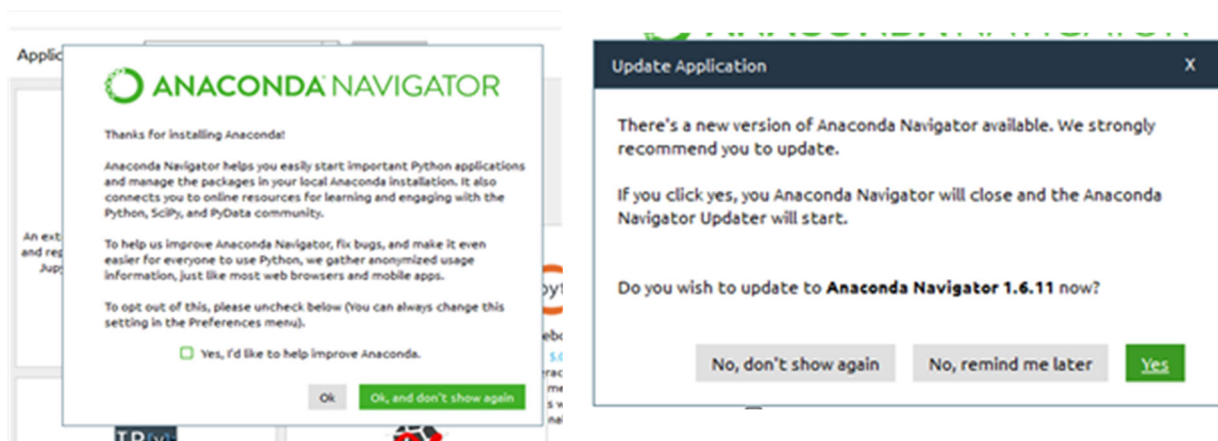 Applic
ANACONDA NAVIGATOR
Thanks for installing Anaconda!
Anaconda Navigator helps you easily start important Python applications
and manage the packages in your local Anaconda installation. It also
connects you to online resources for learning and engaging with the
Python, SciPy, and PyData community.
To help us improve Anaconda Navigator, fix bugs, and make it even
easier for everyone to use Python, we gather anonymized usage
information, just like most web browsers and mobile apps.
To opt out of this, please uncheck below (You can always change this
setting in the Preferences menu).
Yes, I'd like to help improve Anaconda.
Ok
Ok, and don't show again
An ext
and rep
Jup
ANACONDA NAVIGATOR
Update Application
X
There's a new version of Anaconda Navigator available. We strongly
recommend you to update.
If you click yes, you Anaconda Navigator will close and the Anaconda
Navigator Updater will start.
Do you wish to update to Anaconda Navigator 1.6.11 now?
No, don't show again
No, remind me later
Yes